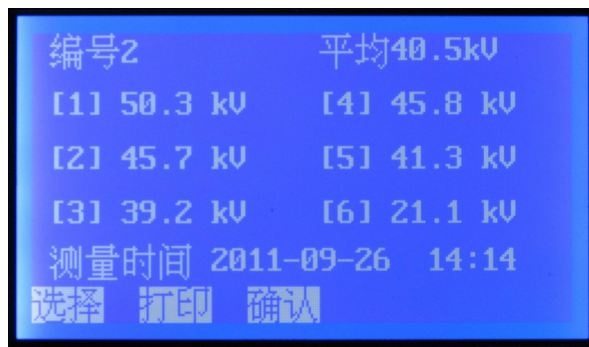 编号2 平均40.5kV
[1] 50.3 kV [4] 45.8 kV
[2] 45.7 kV [5] 41.3 kV
[3] 39.2 kV [6] 21.1 kV
测量时间 2011-09-26 14:14
选择 打印 确认